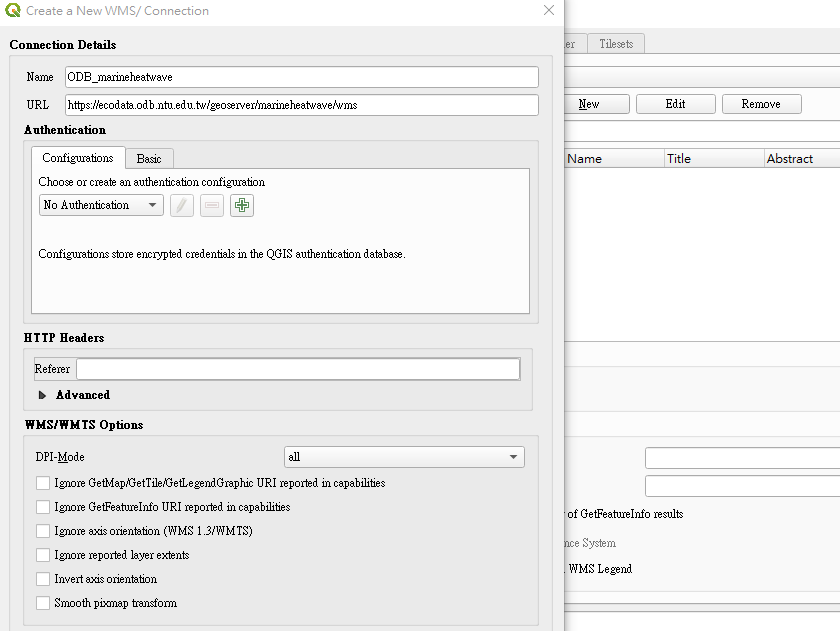 Create a New WMS/ Connection
Connection Details
Name ODB_marineheatwave
URL https://ecodata.odb.ntu.edu.tw/geoserver/marineheatwave/wms
Authentication
Configurations Basic
Choose or create an authentication configuration
No Authentication
Configurations store encrypted credentials in the QGIS authentication database.
HTTP Headers
Referer
Advanced
WMS/WMTS Options
DPI-Mode all
Ignore GetMap/GetTile/GetLegendGraphic URI reported in capabilities
Ignore GetFeatureInfo URI reported in capabilities
Ignore axis orientation (WMS 1.3/WMTS)
Ignore reported layer extents
Invert axis orientation
Smooth pixmap transform
Tilesets
New Edit Remove
Name Title Abstract
of GetFeatureInfo results
System
WMS Legend